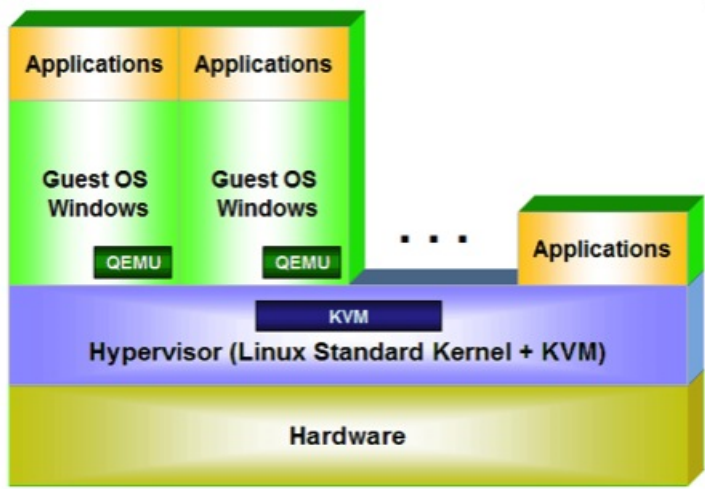 Applications
Applications
Guest OS
Windows
Guest OS
Windows
QEMU
QEMU
. . .
Applications
KVM
Hypervisor (Linux Standard Kernel + KVM)
Hardware